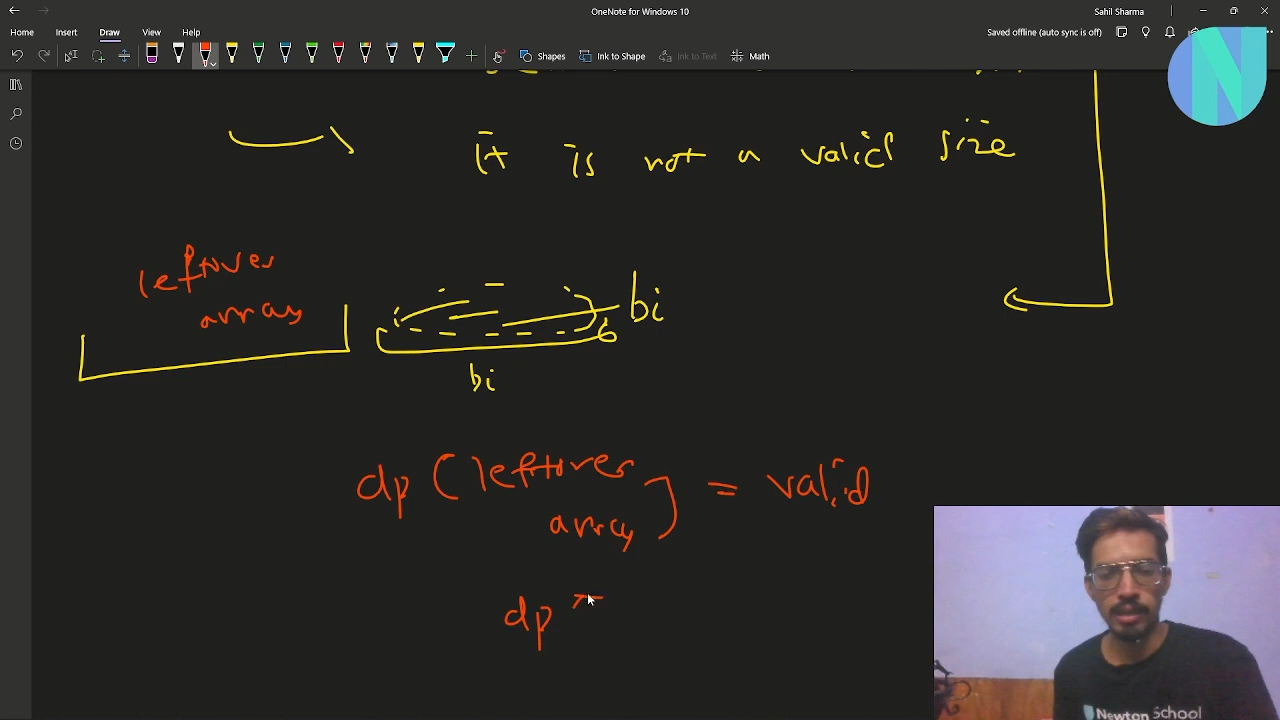 OneNote for Windows 10
Sahil Sharma
Home Insert Draw View Help
Saved offline (auto sync is off)
Shapes Ink to Shape Ink to Text Math
It is not a valid size
leftover
array
bi
bi
dp (leftover
array) = valid
dp
Newton School